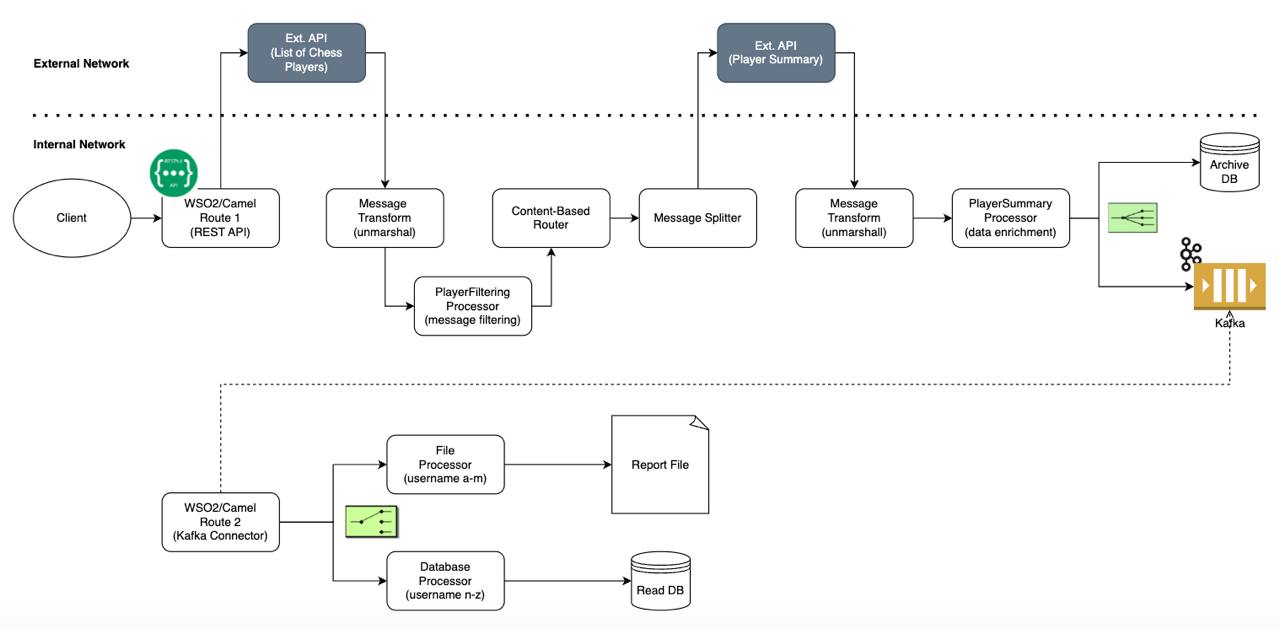 Ext. API
(List of Chess
Players)
Ext. API
(Player Summary)
External Network
Internal Network
API
Client
WSO2/Camel
Route 1
(REST API)
Message
Transform
(unmarshal)
Content-Based
Router
Message Splitter
Message
Transform
(unmarshall)
PlayerSummary
Processor
(data enrichment)
Archive
DB
PlayerFiltering
Processor
(message filtering)
Kafka
File
Processor
(username a-m)
Report File
WSO2/Camel
Route 2
(Kafka Connector)
Database
Processor
(username n-z)
Read DB